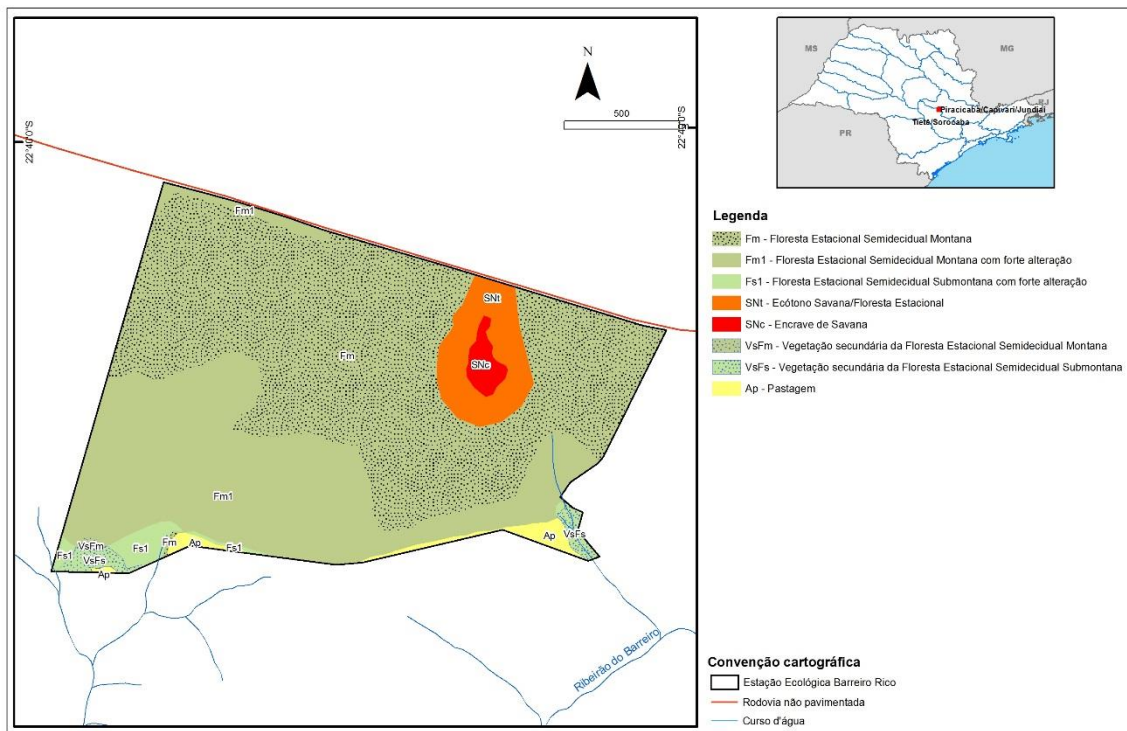 N
500
22°40'0"S
22°40'0"S
Fm1
SNt
Fm
SNc
Fm1
VsFm
Fs1
VsFs
Ap
Fs1
Fm
Ap
Fs1
Ap
VsFs
Ribeirão do Barreiro
MS
MG
RJ
Piracicaba/Capivari/Jundiaí
Tietê/Sorocaba
PR
Legenda
Fm - Floresta Estacional Semidecidual Montana
Fm1 - Floresta Estacional Semidecidual Montana com forte alteração
Fs1 - Floresta Estacional Semidecidual Submontana com forte alteração
SNt - Ecótono Savana/Floresta Estacional
SNc - Encrave de Savana
VsFm - Vegetação secundária da Floresta Estacional Semidecidual Montana
VsFs - Vegetação secundária da Floresta Estacional Semidecidual Submontana
Ap - Pastagem
Convenção cartográfica
Estação Ecológica Barreiro Rico
Rodovia não pavimentada
Curso d'água